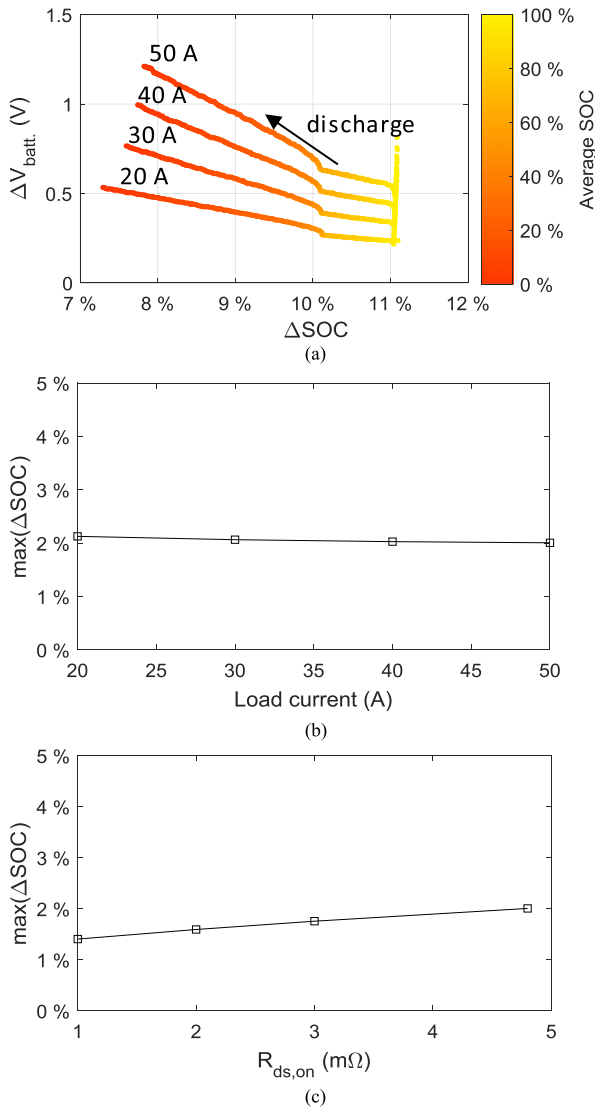 1.5
1
0.5
0
ΔV_batt. (V)
50 A
40 A
30 A
20 A
discharge
7 %
8 %
9 %
10 %
11 %
12 %
ΔSOC
100 %
80 %
60 %
40 %
20 %
0 %
Average SOC
(a)
5 %
4 %
3 %
2 %
1 %
0 %
max(ΔSOC)
20
25
30
35
40
45
50
Load current (A)
(b)
5 %
4 %
3 %
2 %
1 %
0 %
max(ΔSOC)
1
2
3
4
5
R_ds,on (mΩ)
(c)